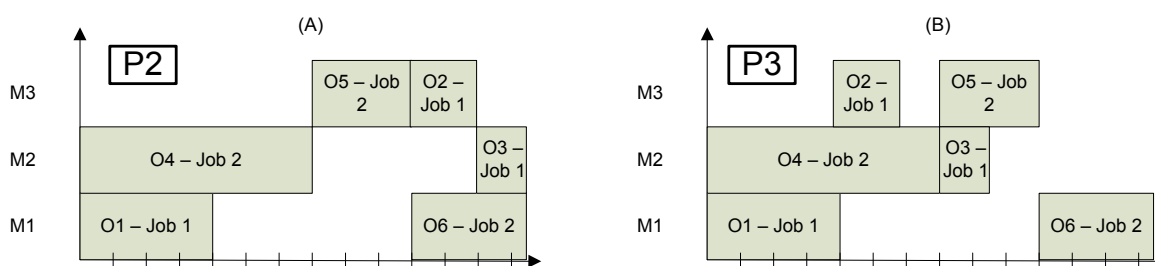 (A)
P2
M3
O5 – Job
2
O2 –
Job 1
M2
O4 – Job 2
O3 –
Job 1
M1
O1 – Job 1
O6 – Job 2
(B)
P3
M3
O2 –
Job 1
O5 – Job
2
M2
O4 – Job 2
O3 –
Job 1
M1
O1 – Job 1
O6 – Job 2